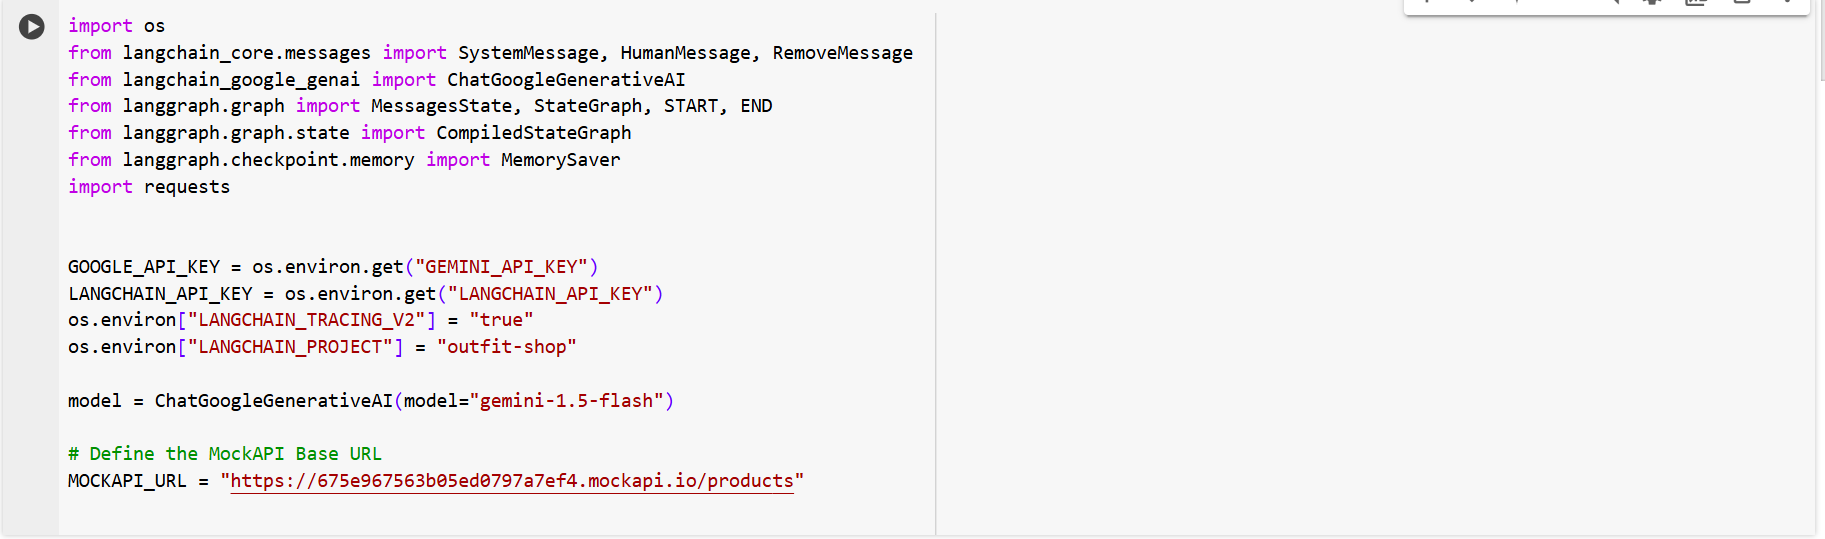 import os
from langchain_core.messages import SystemMessage, HumanMessage, RemoveMessage
from langchain_google_genai import ChatGoogleGenerativeAI
from langgraph.graph import MessagesState, StateGraph, START, END
from langgraph.graph.state import CompiledStateGraph
from langgraph.checkpoint.memory import MemorySaver
import requests
GOOGLE_API_KEY = os.environ.get("GEMINI_API_KEY")
LANGCHAIN_API_KEY = os.environ.get("LANGCHAIN_API_KEY")
os.environ["LANGCHAIN_TRACING_V2"] = "true"
os.environ["LANGCHAIN_PROJECT"] = "outfit-shop"
model = ChatGoogleGenerativeAI(model="gemini-1.5-flash")
# Define the MockAPI Base URL
MOCKAPI_URL = "https://675e967563b05ed0797a7ef4.mockapi.io/products"